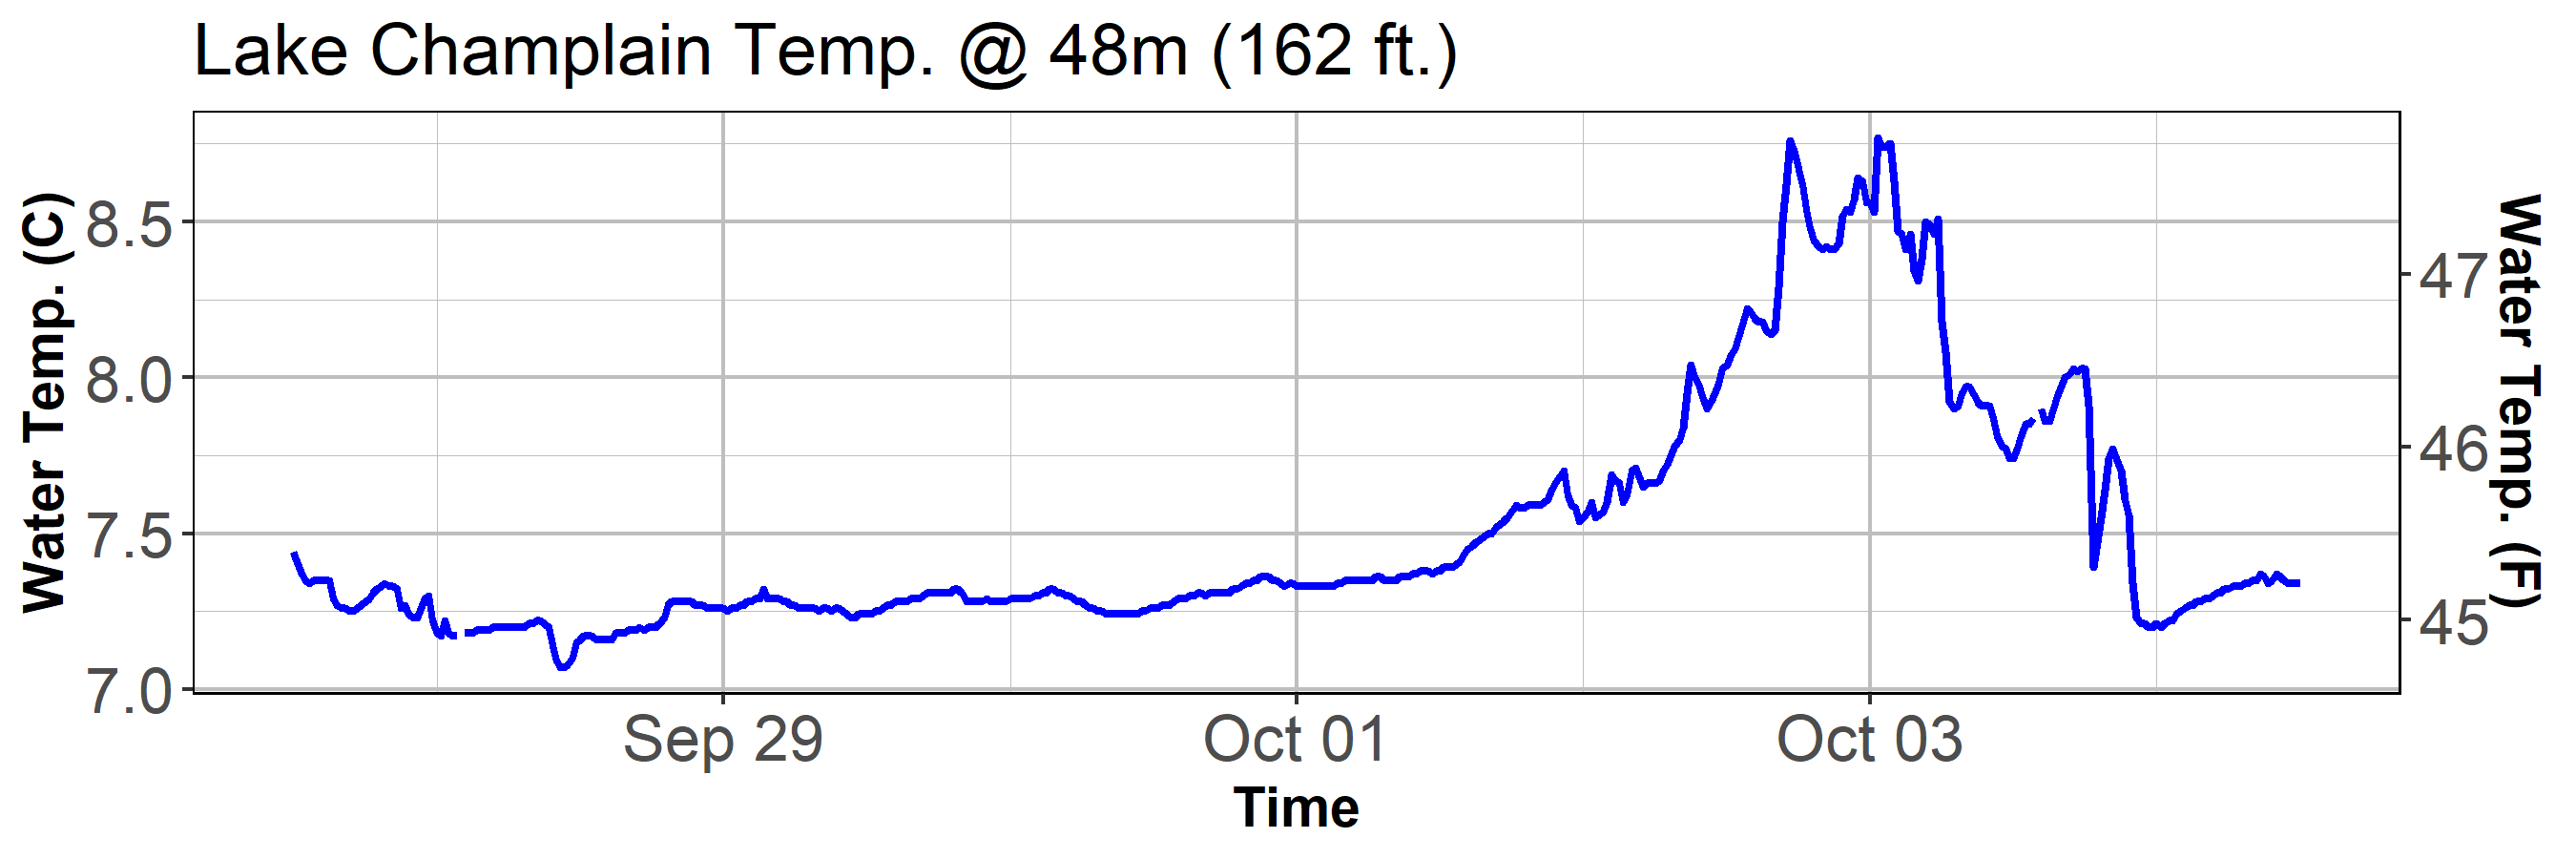 Lake Champlain Temp. @ 48m (162 ft.)
Water Temp. (C)
8.5
8.0
7.5
7.0
47
46
45
Water Temp. (F)
Sep 29
Oct 01
Oct 03
Time